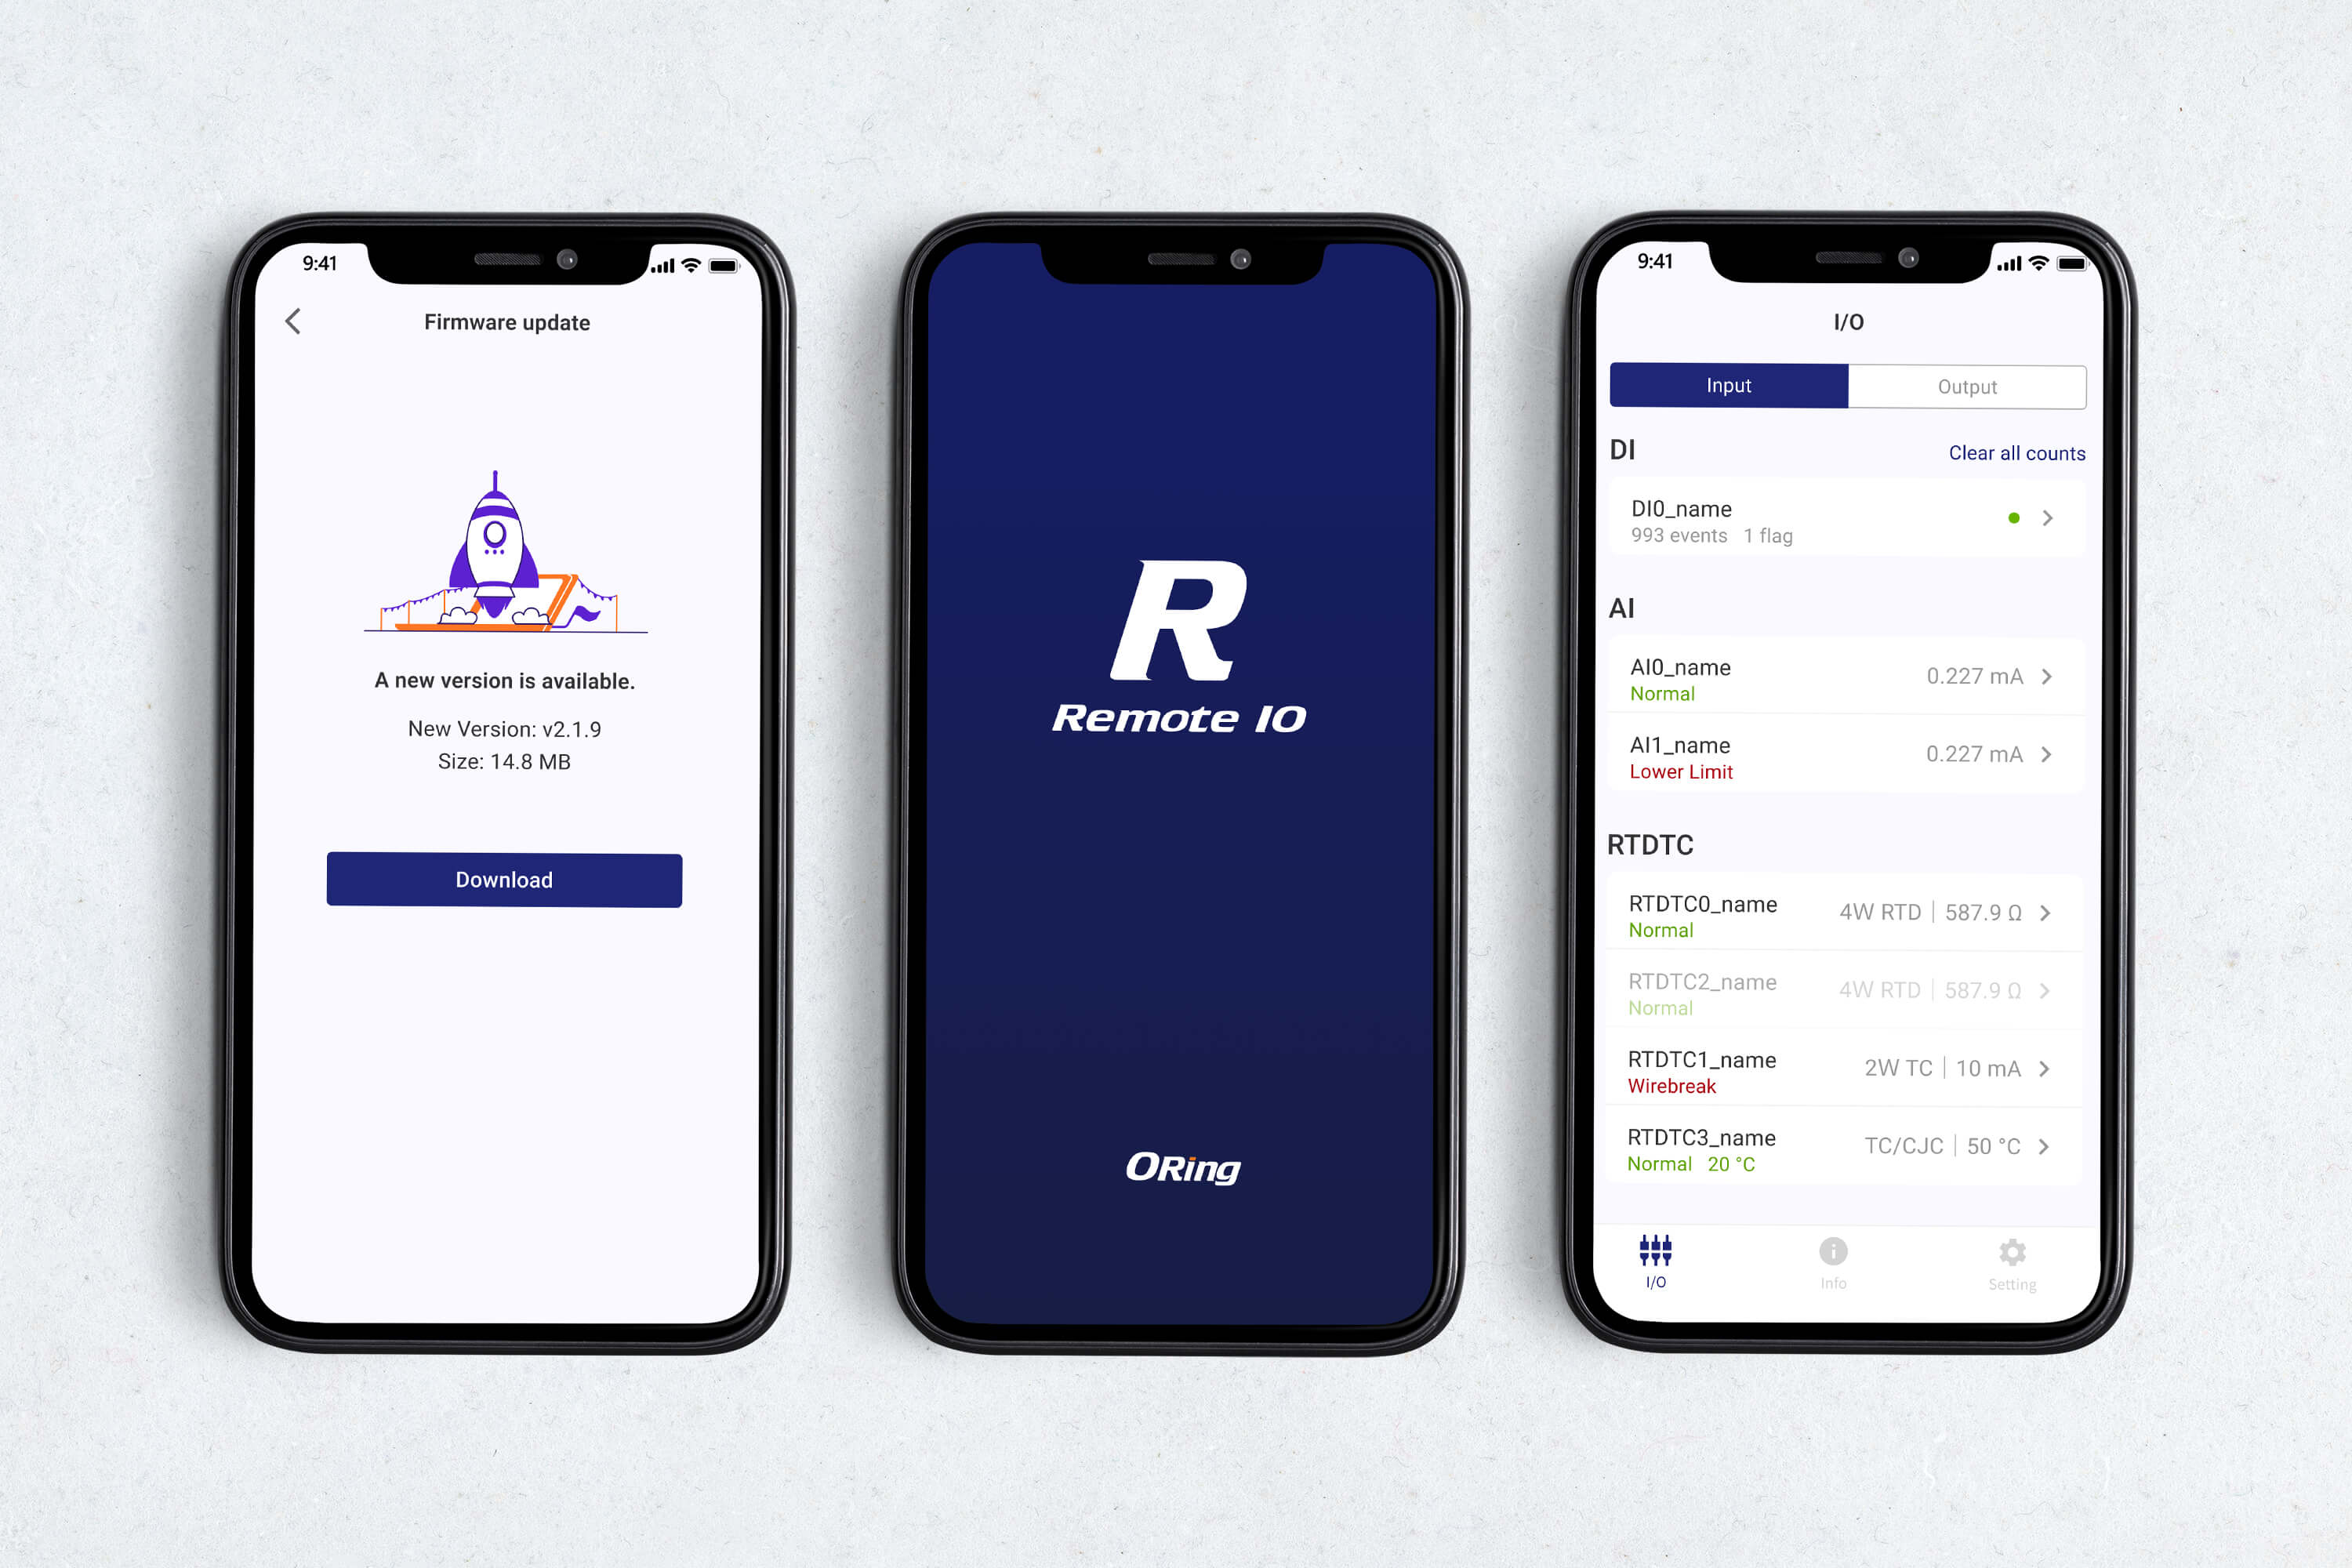 9:41
Firmware update
A new version is available.
New Version: v2.1.9
Size: 14.8 MB
Download
R
Remote IO
ORing
9:41
I/O
Input Output
DI Clear all counts
DI0_name
993 events 1 flag
AI
AI0_name 0.227 mA
Normal
AI1_name 0.227 mA
Lower Limit
RTDTC
RTDTC0_name 4W RTD | 587.9 Ω
Normal
RTDTC2_name 4W RTD | 587.9 Ω
Normal
RTDTC1_name 2W TC | 10 mA
Wirebreak
RTDTC3_name TC/CJC | 50 °C
Normal 20 °C
I/O Info Setting